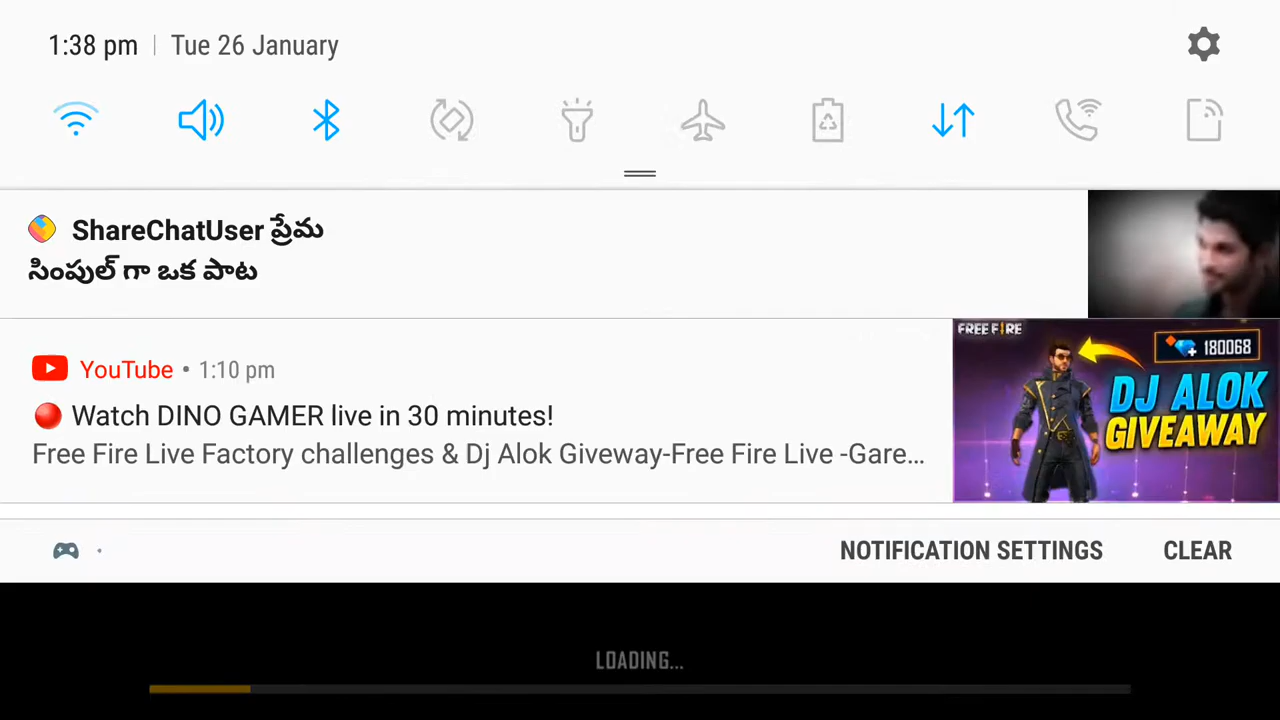 1:38 pm | Tue 26 January
ShareChatUser ప్రేమ
సింపుల్ గా ఒక పాట
YouTube • 1:10 pm
🔴 Watch DINO GAMER live in 30 minutes!
Free Fire Live Factory challenges & Dj Alok Giveway-Free Fire Live -Gare...
FREE FIRE
180068
DJ ALOK
GIVEAWAY
NOTIFICATION SETTINGS
CLEAR
LOADING...